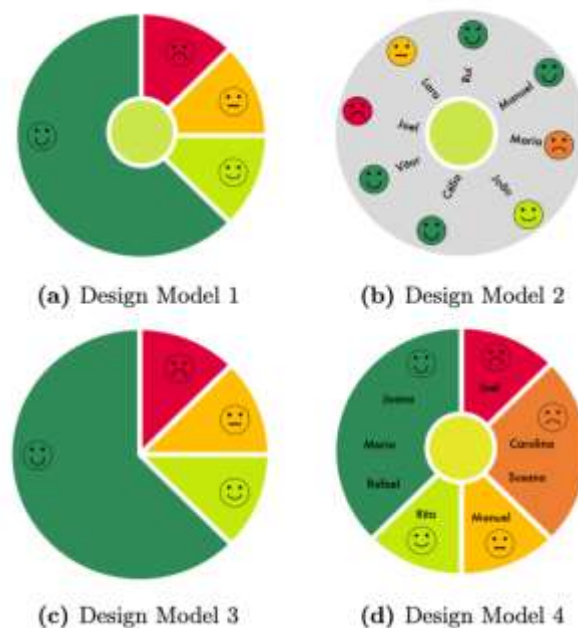 Rui
Manuel
Maria
João
Célia
Vitor
Joel
Lara
(a) Design Model 1
(b) Design Model 2
Joel
Carolina
Susana
Manuel
Rita
Rafael
Maria
Joana
(c) Design Model 3
(d) Design Model 4